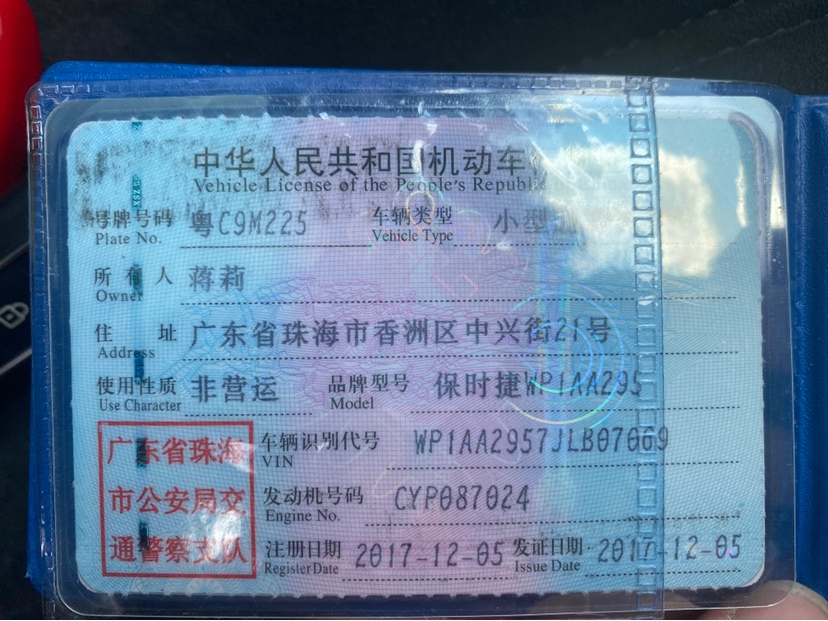 中华人民共和国机动车
Vehicle License of the People's Republic
号牌号码 粤C9M225 车辆类型 小型
Plate No. Vehicle Type
所有人 蒋莉
Owner
住址 广东省珠海市香洲区中兴街21号
Address
使用性质 非营运 品牌型号 保时捷WP1AA295
Use Character Model
广东省珠海
市公安局交
通警察支队
车辆识别代号 WP1AA2957JLB07069
VIN
发动机号码 CYP087024
Engine No.
注册日期 2017-12-05 发证日期 2017-12-05
Register Date Issue Date